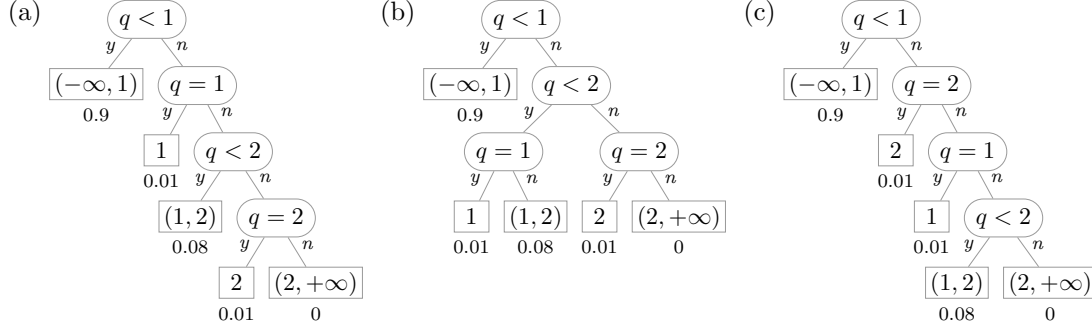 (a)
q < 1
y n
(−∞, 1) q = 1
0.9
y n
1 q < 2
0.01
y n
(1, 2) q = 2
0.08
y n
2 (2, +∞)
0.01 0
(b)
q < 1
y n
(−∞, 1) q < 2
0.9
y n
q = 1 q = 2
y n y n
1 (1, 2) 2 (2, +∞)
0.01 0.08 0.01 0
(c)
q < 1
y n
(−∞, 1) q = 2
0.9
y n
2 q = 1
0.01
y n
1 q < 2
0.01
y n
(1, 2) (2, +∞)
0.08 0